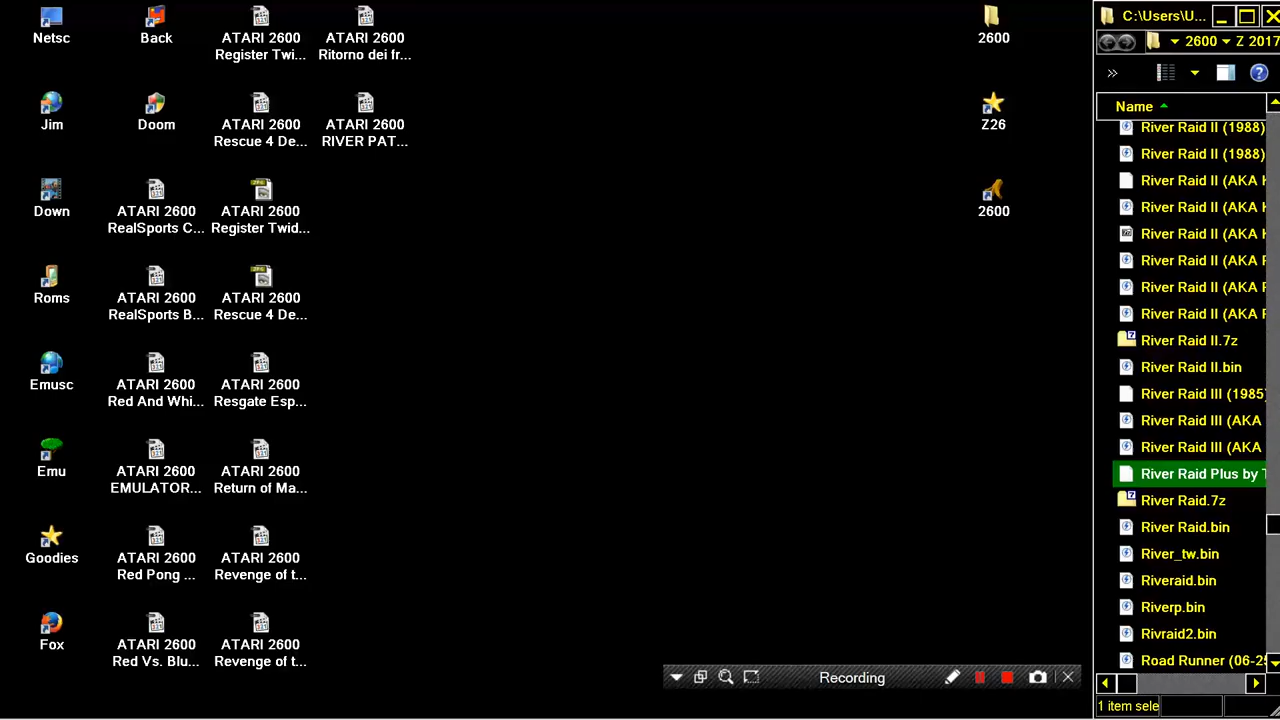 Netsc
Back
ATARI 2600
Register Twi...
ATARI 2600
Ritorno dei fr...
2600
Jim
Doom
ATARI 2600
Rescue 4 De...
ATARI 2600
RIVER PAT...
Z26
Down
ATARI 2600
RealSports C...
ATARI 2600
Register Twid...
2600
Roms
ATARI 2600
RealSports B...
ATARI 2600
Rescue 4 De...
Emusc
ATARI 2600
Red And Whi...
ATARI 2600
Resgate Esp...
Emu
ATARI 2600
EMULATOR...
ATARI 2600
Return of Ma...
Goodies
ATARI 2600
Red Pong ...
ATARI 2600
Revenge of t...
Fox
ATARI 2600
Red Vs. Blu...
ATARI 2600
Revenge of t...
Recording
C:\Users\U...
2600 Z 2017
Name
River Raid II (1988)
River Raid II (1988)
River Raid II (AKA
River Raid II (AKA
River Raid II (AKA
River Raid II (AKA
River Raid II (AKA
River Raid II (AKA
River Raid II.7z
River Raid II.bin
River Raid III (1985)
River Raid III (AKA
River Raid III (AKA
River Raid Plus by
River Raid.7z
River Raid.bin
River_tw.bin
Riveraid.bin
Riverp.bin
Rivraid2.bin
Road Runner (06-25
1 item sele